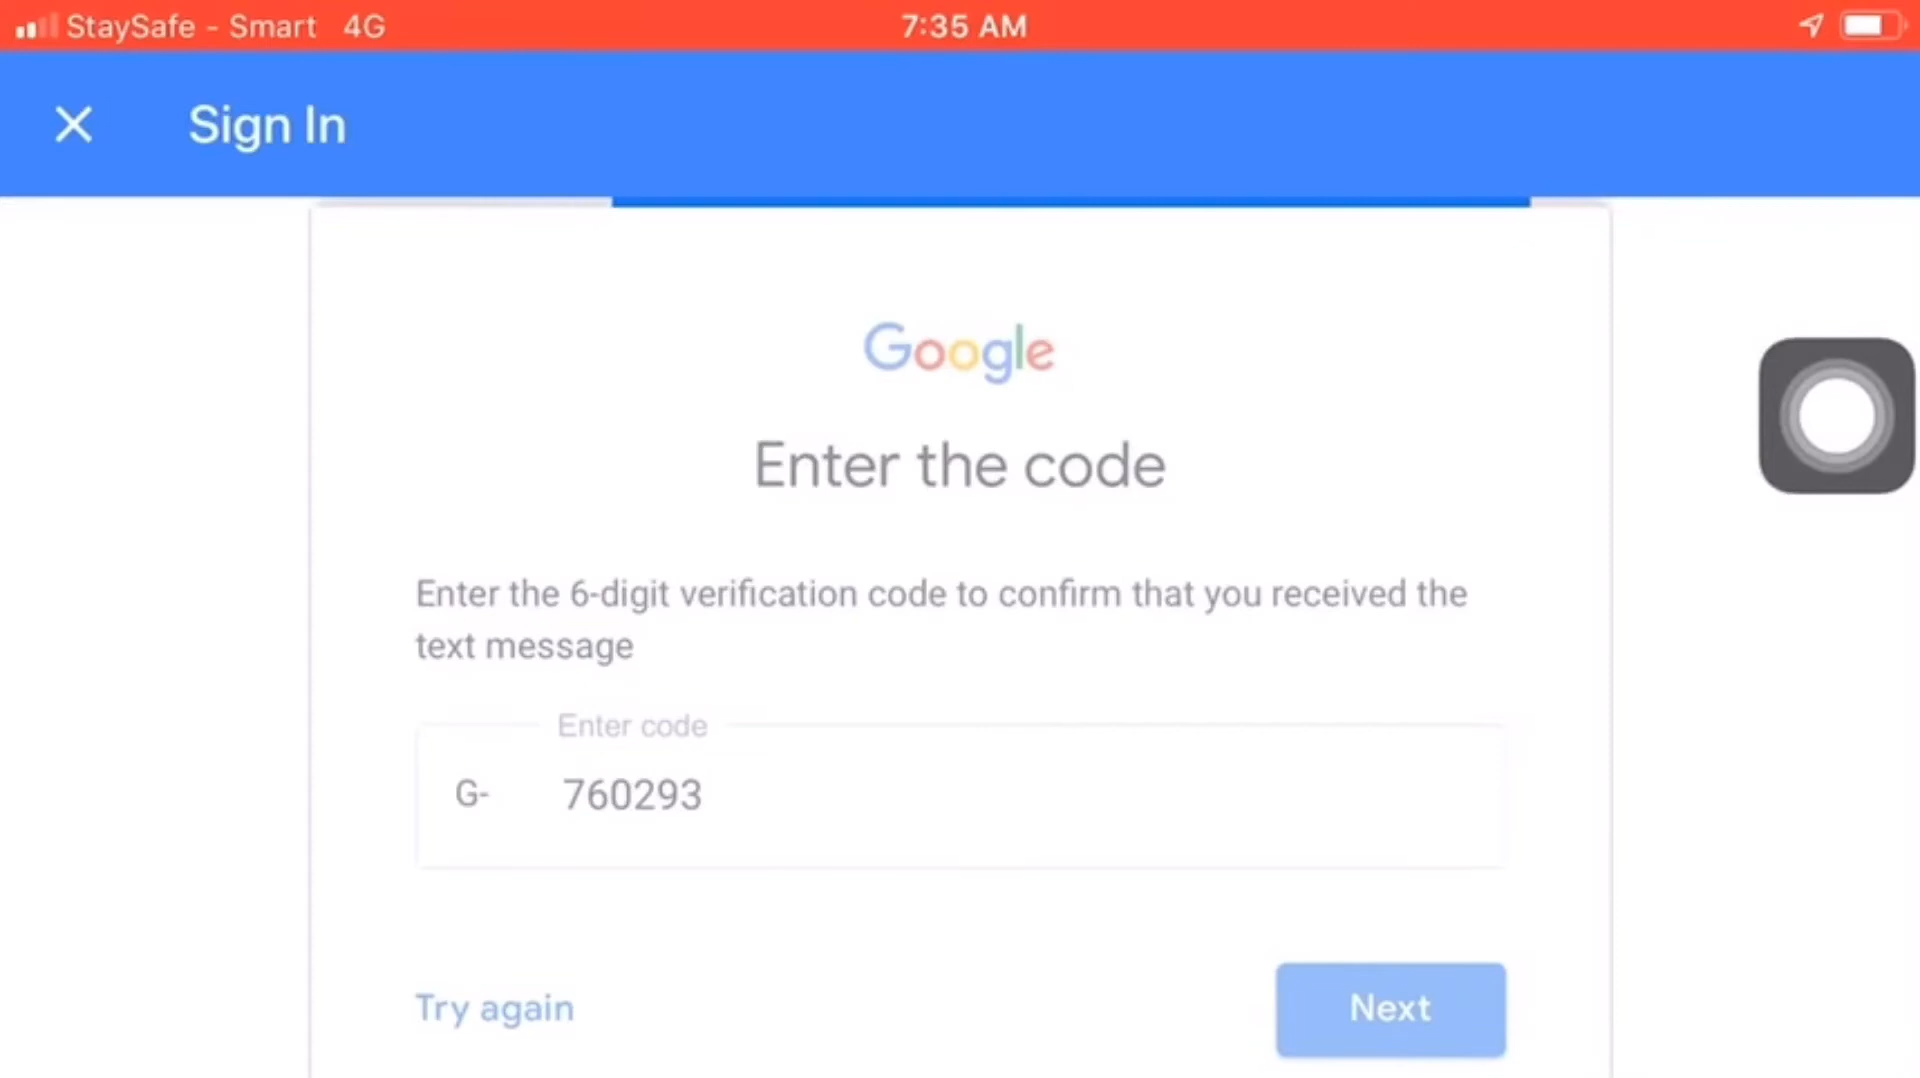 StaySafe - Smart 4G 7:35 AM
Sign In
Google
Enter the code
Enter the 6-digit verification code to confirm that you received the
text message
Enter code
G- 760293
Try again Next